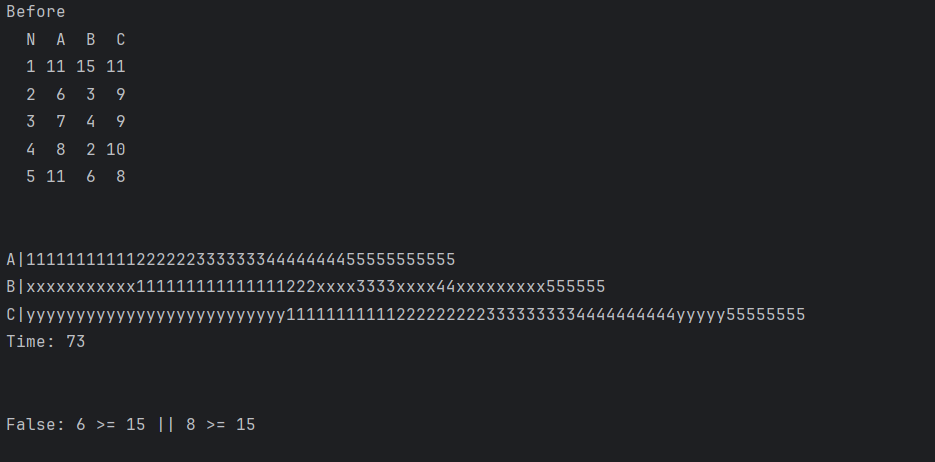 Before
N A B C
1 11 15 11
2 6 3 9
3 7 4 9
4 8 2 10
5 11 6 8
A|1111111111122222233333334444444455555555555
B|xxxxxxxxxxx111111111111111222xxxx3333xxxx44xxxxxxxxx555555
C|yyyyyyyyyyyyyyyyyyyyyyyyyy111111111112222222223333333334444444444yyyyy55555555
Time: 73
False: 6 >= 15 || 8 >= 15